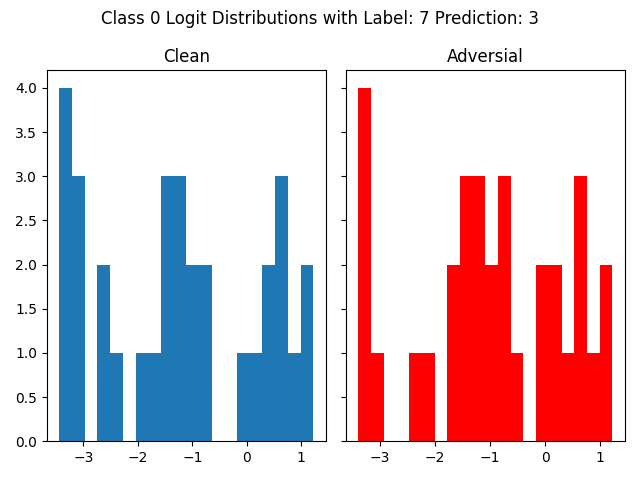 Class 0 Logit Distributions with Label: 7 Prediction: 3
Clean
Adversial
4.0
3.5
3.0
2.5
2.0
1.5
1.0
0.5
0.0
−3 −2 −1 0 1
−3 −2 −1 0 1